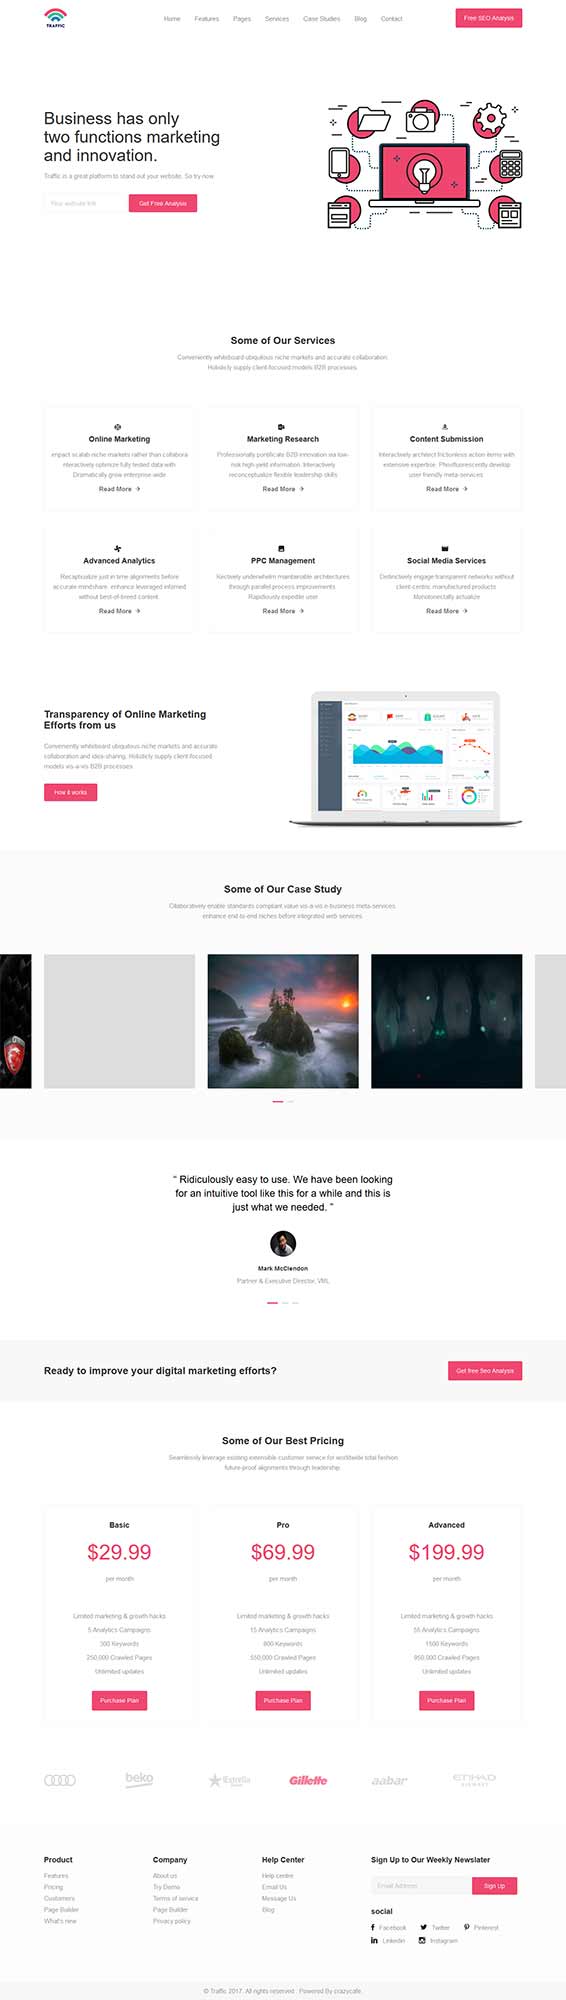 TRAFFIC
Home Features Pages Services Case Studies Blog Contact
Free SEO Analysis
Business has only
two functions marketing
and innovation.
Traffic is a great platform to stand out your website. So try now
Your website link
Get Free Analysis
Some of Our Services
Conveniently whiteboard ubiquitous niche markets and accurate collaboration.
Holisticly supply client-focused models B2B processes.
Online Marketing
impact scalab niche markets rather than collabora
nteractively optimize fully tested data with
Dramatically grow enterprise-wide
Read More
Marketing Research
Professionally pontificate B2B innovation via low-
risk high-yield information. Interactively
reconceptualize flexible leadership skills
Read More
Content Submission
Interactively architect frictionless action items with
extensive expertise. Phosfluorescently develop
user friendly meta-services
Read More
Advanced Analytics
Recaptiualize just in time alignments before
accurate mindshare. enhance leveraged inferned
without best-of-breed content
Read More
PPC Management
Kectively underwhelm maintainable architectures
through parallel process improvements
Rapidiously expedite user
Read More
Social Media Services
Distinctively engage transparent networks without
client-centric manufactured products
Monotonectally actualize
Read More
Transparency of Online Marketing
Efforts from us
Conveniently whiteboard ubiquitous niche markets and accurate
collaboration and idea-sharing. Holisticly supply client-focused
models vis-a-vis B2B processes
How it works
Some of Our Case Study
Collaboratively enable standards compliant value vis-a-vis e-business meta-services
enhance end-to-end niches before integrated web services
" Ridiculously easy to use. We have been looking
for an intuitive tool like this for a while and this is
just what we needed. "
Mark McClendon
Partner & Executive Director, VML
Ready to improve your digital marketing efforts?
Get free Seo Analysis
Some of Our Best Pricing
Seamlessly leverage existing extensible customer service for worldwide total fashion
future-proof alignments through leadership
Basic
$29.99
per month
Limited marketing & growth hacks
5 Analytics Campaigns
300 Keywords
250,000 Crawled Pages
Unlimited updates
Purchase Plan
Pro
$69.99
per month
Limited marketing & growth hacks
15 Analytics Campaigns
800 Keywords
550,000 Crawled Pages
Unlimited updates
Purchase Plan
Advanced
$199.99
per month
Limited marketing & growth hacks
55 Analytics Campaigns
1500 Keywords
950,000 Crawled Pages
Unlimited updates
Purchase Plan
beko
Estrella
Gillette
aabar
ETIHAD
AIRWAYS
Product
Features
Pricing
Customers
Page Builder
What's new
Company
About us
Try Demo
Terms of service
Page Builder
Privacy policy
Help Center
Help centre
Email Us
Message Us
Blog
Sign Up to Our Weekly Newslater
Email Address
Sign Up
social
Facebook Twitter Pinterest
Linkedin Instagram
© Traffic 2017. All rights reserved . Powered By crazycafe.